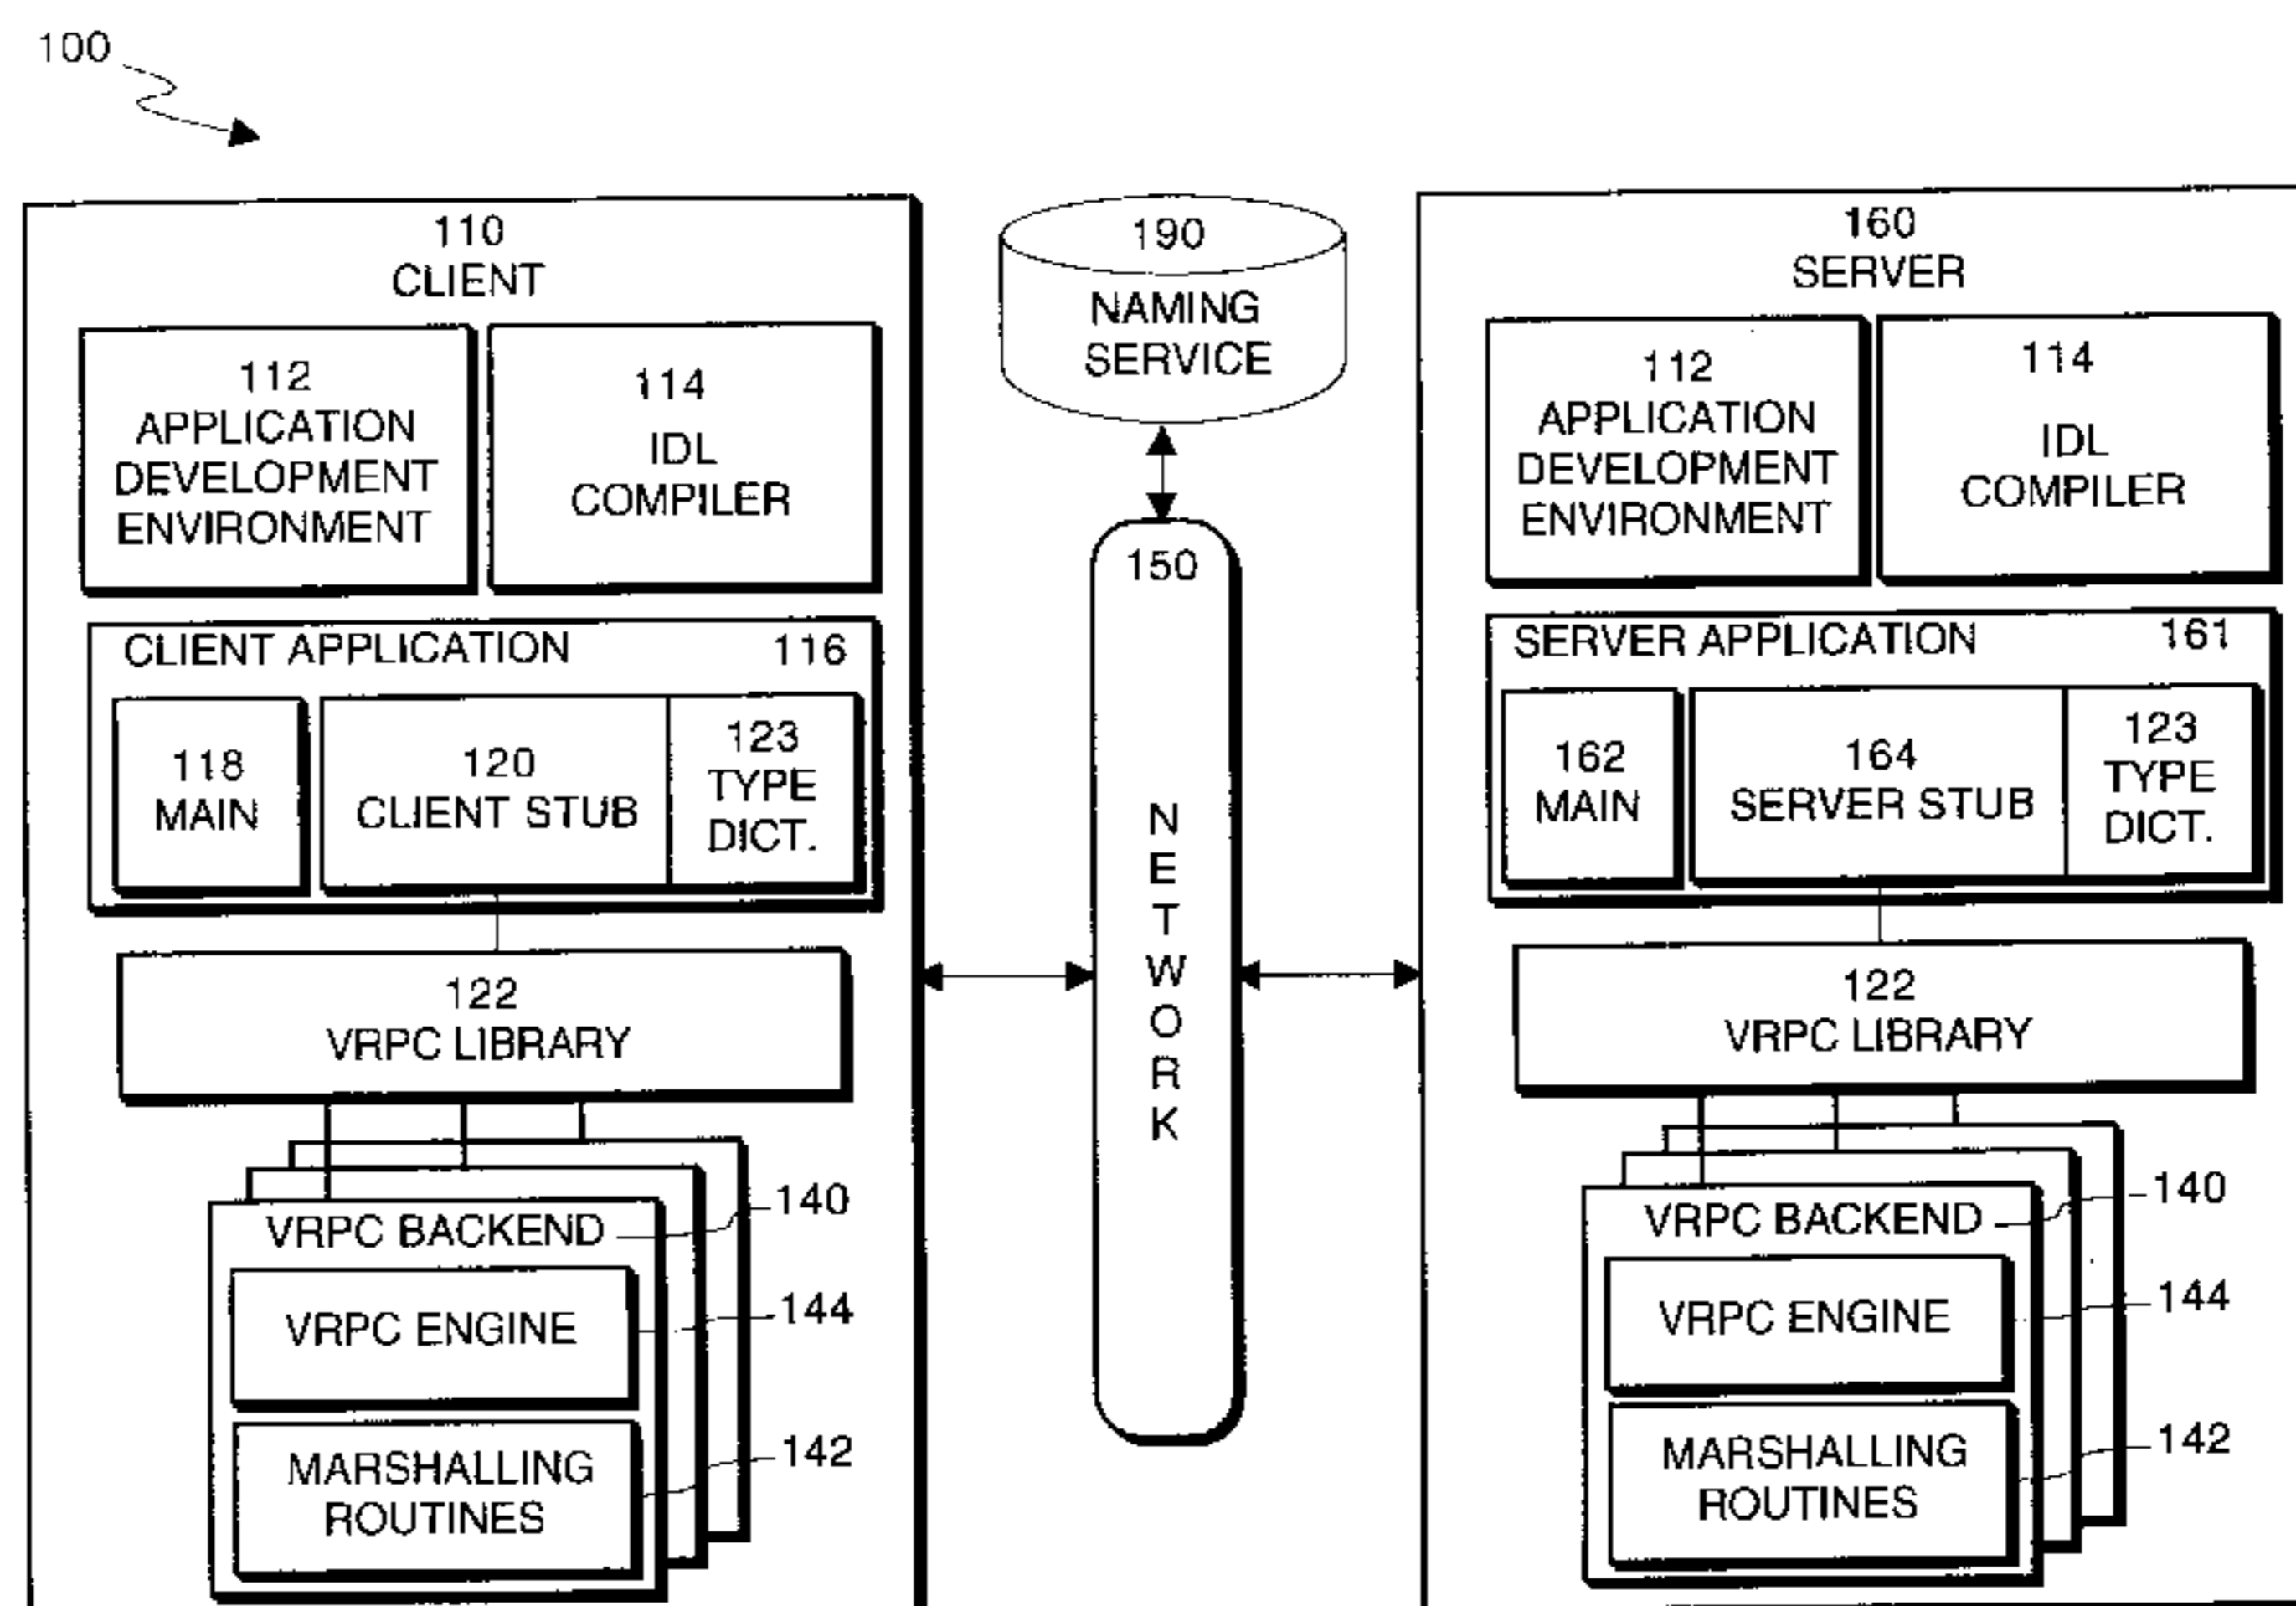 100
110
CLIENT
112
APPLICATION
DEVELOPMENT
ENVIRONMENT
114
IDL
COMPILER
CLIENT APPLICATION 116
118
MAIN
120
CLIENT STUB
123
TYPE
DICT.
122
VRPC LIBRARY
VRPC BACKEND 140
VRPC ENGINE 144
MARSHALLING
ROUTINES
142
190
NAMING
SERVICE
150
NETWORK
160
SERVER
112
APPLICATION
DEVELOPMENT
ENVIRONMENT
114
IDL
COMPILER
SERVER APPLICATION 161
162
MAIN
164
SERVER STUB
123
TYPE
DICT.
122
VRPC LIBRARY
VRPC BACKEND 140
VRPC ENGINE 144
MARSHALLING
ROUTINES
142